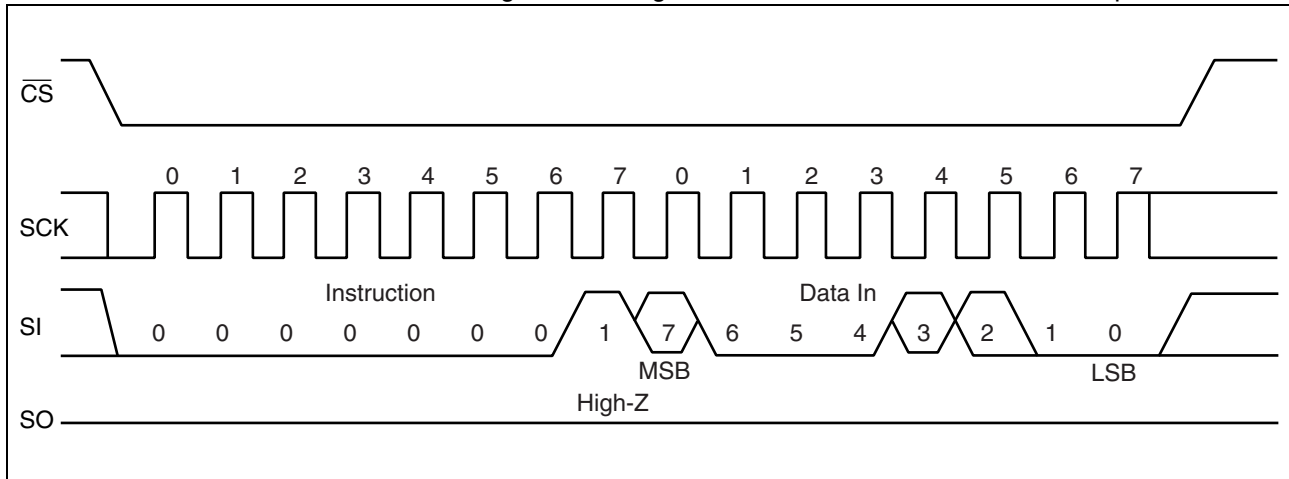 CS
0 1 2 3 4 5 6 7 0 1 2 3 4 5 6 7
SCK
Instruction Data In
SI 0 0 0 0 0 0 0 1 7 6 5 4 3 2 1 0
MSB LSB
High-Z
SO